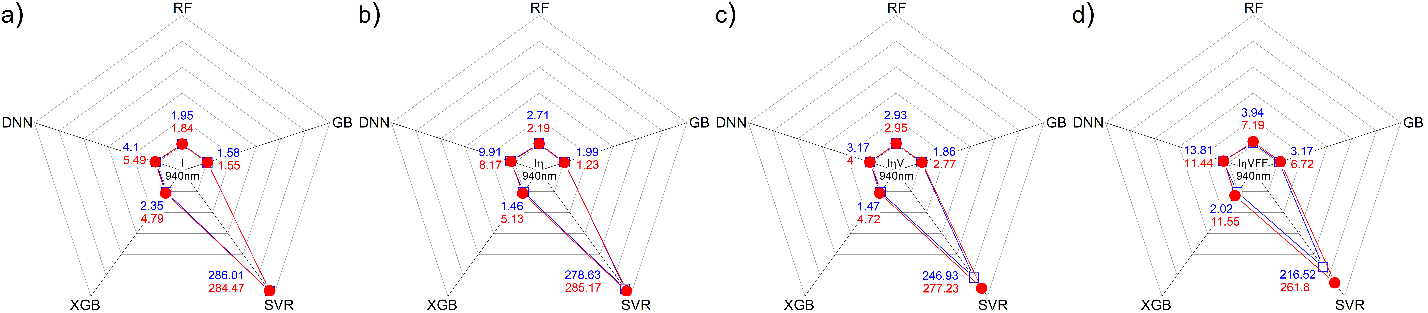 a)
RF
DNN
GB
1.95
1.84
4.1
5.49
1.58
1.55
I
940nm
2.35
4.79
286.01
284.47
XGB
SVR
b)
RF
DNN
GB
2.71
2.19
9.91
8.17
1.99
1.23
Iη
940nm
1.46
5.13
278.63
285.17
XGB
SVR
c)
RF
DNN
GB
2.93
2.95
3.17
4
1.86
2.77
IηV
940nm
1.47
4.72
246.93
277.23
XGB
SVR
d)
RF
DNN
GB
3.94
7.19
13.81
11.44
3.17
6.72
IηVFF
940nm
2.02
11.55
216.52
261.8
XGB
SVR